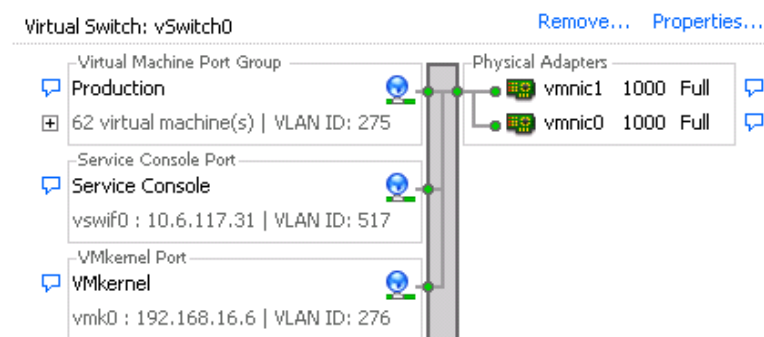 Virtual Switch: vSwitch0 Remove... Properties...
Virtual Machine Port Group
Production
62 virtual machine(s) | VLAN ID: 275
Physical Adapters
vmnic1 1000 Full
vmnic0 1000 Full
Service Console Port
Service Console
vswif0 : 10.6.117.31 | VLAN ID: 517
VMkernel Port
VMkernel
vmk0 : 192.168.16.6 | VLAN ID: 276